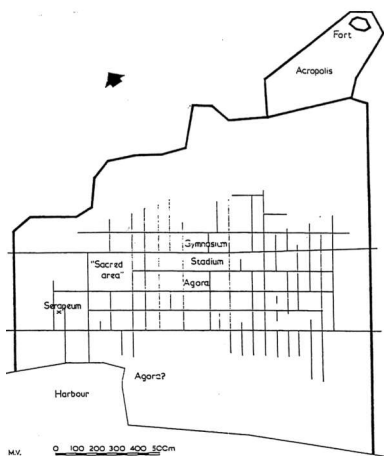 Fort
Acropolis
Gymnasium
Stadium
"Sacred
area"
Agora
Serapeum
x
Agora?
Harbour
M.V.
0 100 200 300 400 500m